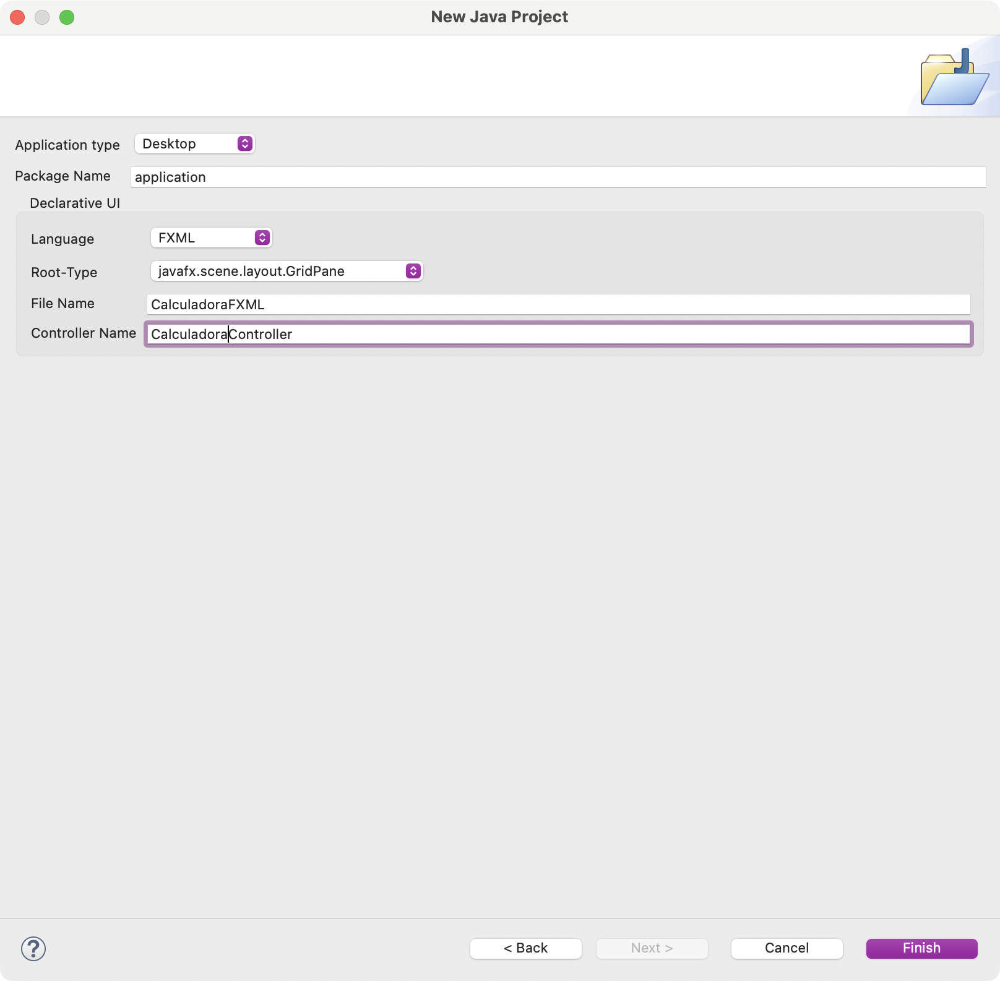 New Java Project
Application type Desktop
Package Name application
Declarative UI
Language FXML
Root-Type javafx.scene.layout.GridPane
File Name CalculadoraFXML
Controller Name CalculadoraController
? < Back Next > Cancel Finish